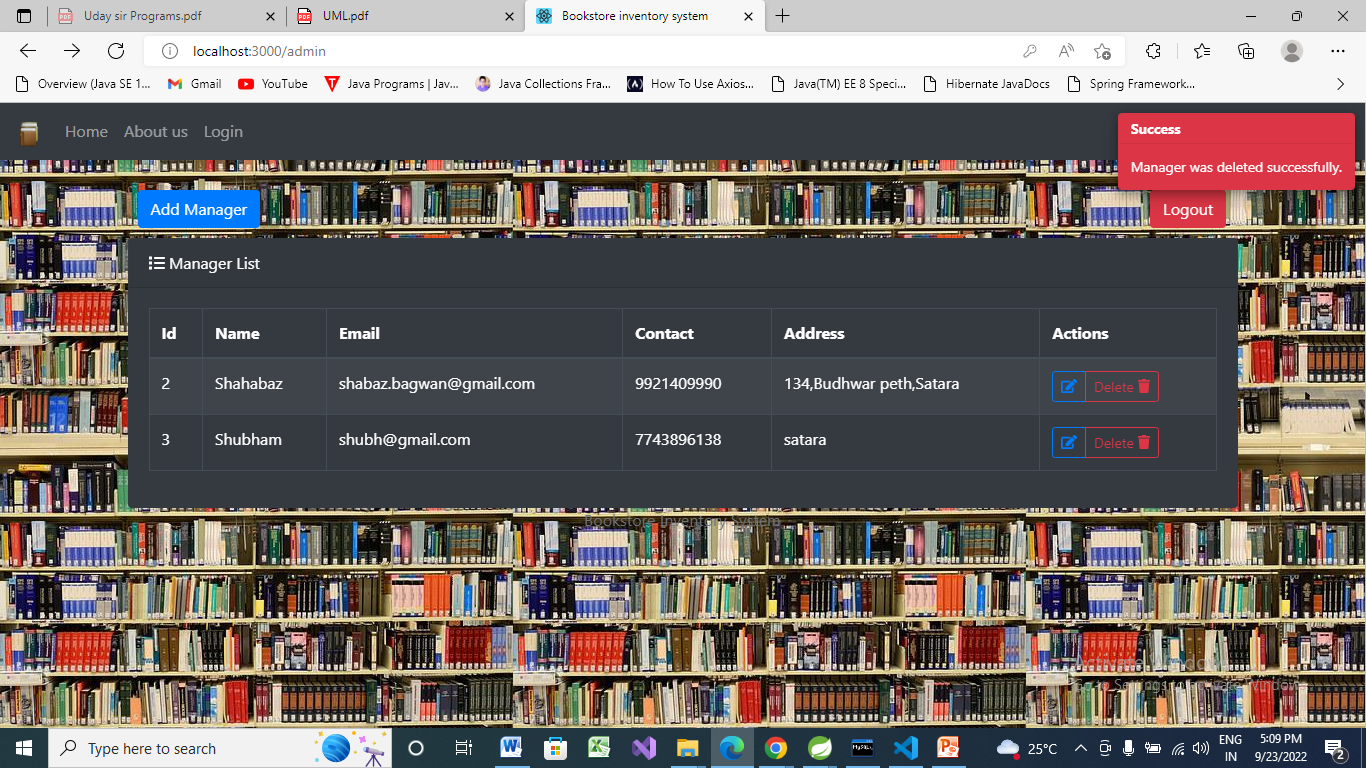 Uday sir Programs.pdf
UML.pdf
Bookstore inventory system
localhost:3000/admin
Overview (Java SE 1...
Gmail
YouTube
Java Programs | Jav...
Java Collections Fra...
How To Use Axios...
Java(TM) EE 8 Speci...
Hibernate JavaDocs
Spring Framework...
Home About us Login
Success
Manager was deleted successfully.
Add Manager
Logout
Manager List
Id Name Email Contact Address Actions
2 Shahabaz shabaz.bagwan@gmail.com 9921409990 134,Budhwar peth,Satara Delete
3 Shubham shubh@gmail.com 7743896138 satara Delete
Bookstore Inventory System
Type here to search
25°C
ENG
IN
5:09 PM
9/23/2022
2